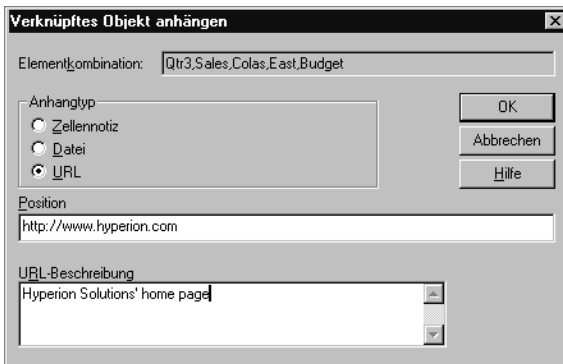 Verknüpftes Objekt anhängen
Elementkombination: Qtr3,Sales,Colas,East,Budget
Anhangtyp
Zellennotiz
Datei
URL
OK
Abbrechen
Hilfe
Position
http://www.hyperion.com
URL-Beschreibung
Hyperion Solutions' home page